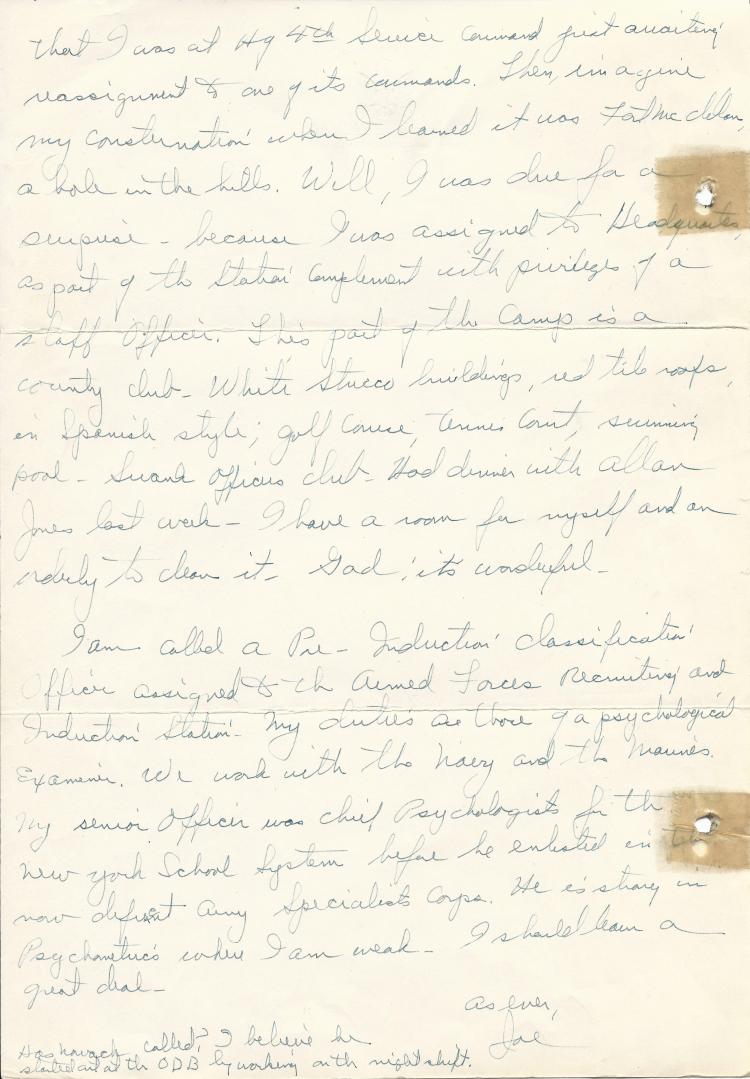 that I was at Hq 4th Service Command just awaiting
reassignment to one of its commands. Then, imagine
my consternation when I learned it was Fort McClellan,
a hole in the hills. Well, I was due for a
surprise - because I was assigned to Headquarters,
as part of the Station Complement with privileges of a
staff Officer. This part of the Camp is a
country club - White Stucco buildings, red tile roofs,
in Spanish style; golf course, tennis court, swimming
pool - Swank Officers club - Had dinner with Allan
Jones last week - I have a room for myself and an
orderly to clean it - Gad, it's wonderful -
I am called a Pre-Induction classification
Officer assigned to the Armed Forces Recruiting and
Induction Station - My duties are those of a psychological
Examiner. We work with the Navy and the Marines.
My senior Officer was chief Psychologists for the
New York School System before he enlisted in the
now defunct Army Specialists Corps. He is strong in
Psychometrics where I am weak - I should learn a
great deal -
As ever,
Joe
Has called? I believe he
started out at the ODB by working on the night shift.